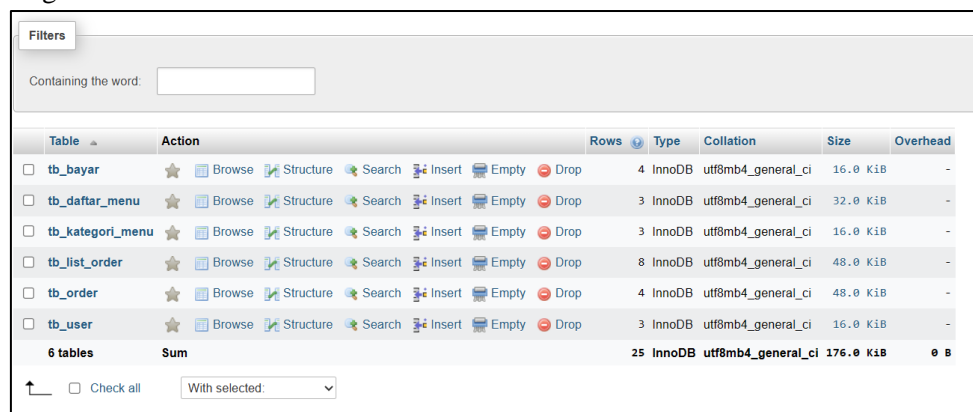 Filters
Containing the word:
Table Action Rows Type Collation Size Overhead
tb_bayar Browse Structure Search Insert Empty Drop 4 InnoDB utf8mb4_general_ci 16.0 KiB -
tb_daftar_menu Browse Structure Search Insert Empty Drop 3 InnoDB utf8mb4_general_ci 32.0 KiB -
tb_kategori_menu Browse Structure Search Insert Empty Drop 3 InnoDB utf8mb4_general_ci 16.0 KiB -
tb_list_order Browse Structure Search Insert Empty Drop 8 InnoDB utf8mb4_general_ci 48.0 KiB -
tb_order Browse Structure Search Insert Empty Drop 4 InnoDB utf8mb4_general_ci 48.0 KiB -
tb_user Browse Structure Search Insert Empty Drop 3 InnoDB utf8mb4_general_ci 16.0 KiB -
6 tables Sum 25 InnoDB utf8mb4_general_ci 176.0 KiB 0 B
Check all With selected: